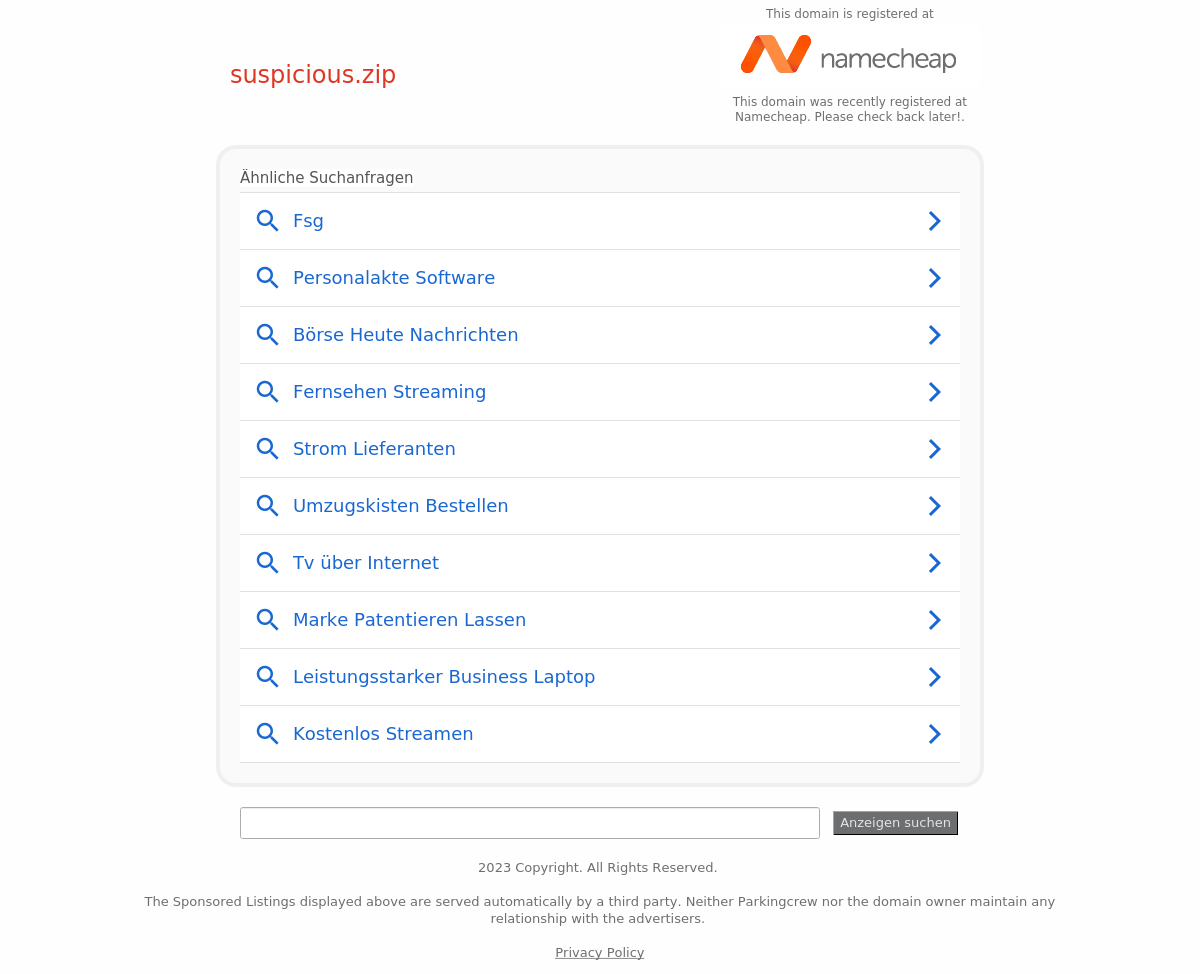 This domain is registered at
namecheap
suspicious.zip
This domain was recently registered at
Namecheap. Please check back later!.
Ähnliche Suchanfragen
Fsg
Personalakte Software
Börse Heute Nachrichten
Fernsehen Streaming
Strom Lieferanten
Umzugskisten Bestellen
Tv über Internet
Marke Patentieren Lassen
Leistungsstarker Business Laptop
Kostenlos Streamen
Anzeigen suchen
2023 Copyright. All Rights Reserved.
The Sponsored Listings displayed above are served automatically by a third party. Neither Parkingcrew nor the domain owner maintain any
relationship with the advertisers.
Privacy Policy